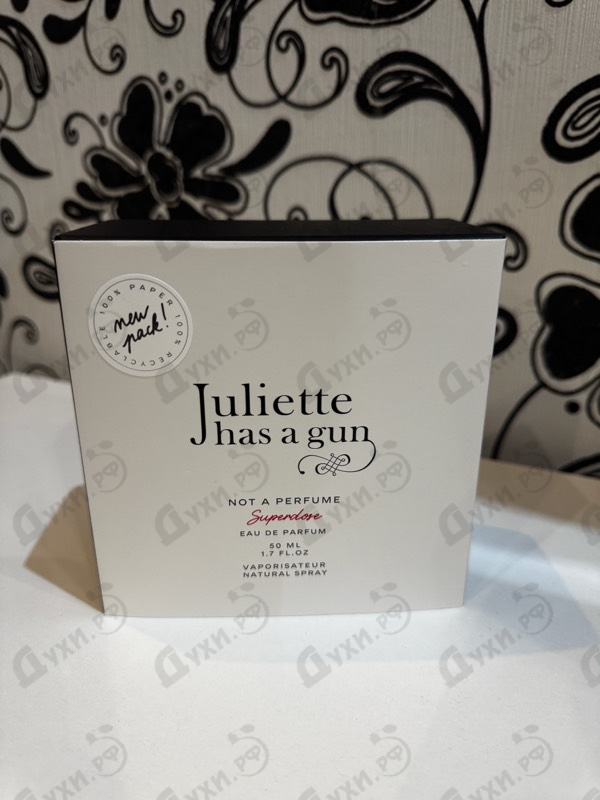 100% PAPER 100% RECYCLABLE
new
pack!
Juliette
has a gun
NOT A PERFUME
Superdose
EAU DE PARFUM
50 ML
1.7 FL.OZ
VAPORISATEUR
NATURAL SPRAY
Духи.рф